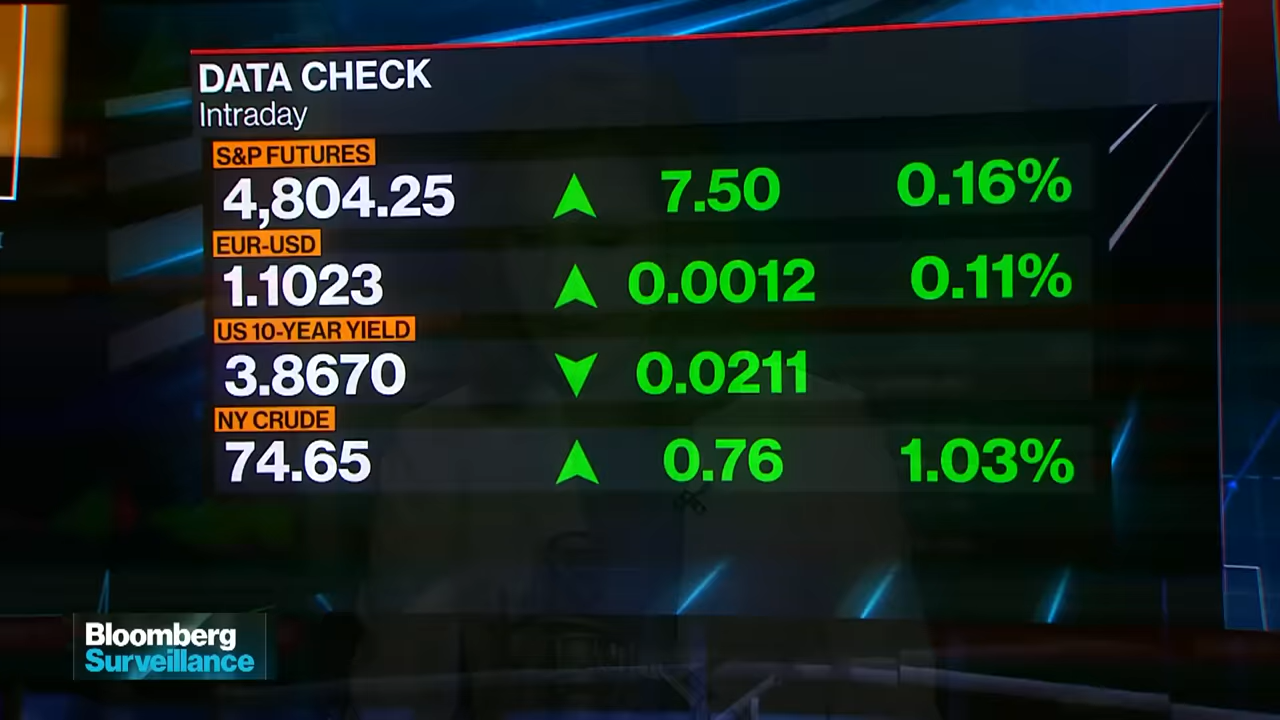 DATA CHECK
Intraday
S&P FUTURES
4,804.25 ▲ 7.50 0.16%
EUR-USD
1.1023 ▲ 0.0012 0.11%
US 10-YEAR YIELD
3.8670 ▼ 0.0211
NY CRUDE
74.65 ▲ 0.76 1.03%
Bloomberg
Surveillance